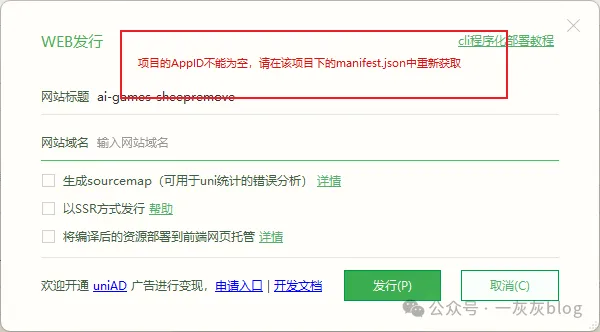 WEB发行
cli程序化部署教程
项目的AppID不能为空，请在该项目下的manifest.json中重新获取
网站标题 ai-games-sheepremove
网站域名 输入网站域名
生成sourcemap（可用于uni统计的错误分析） 详情
以SSR方式发行 帮助
将编译后的资源部署到前端网页托管 详情
欢迎开通 uniAD 广告进行变现，申请入口 | 开发文档
发行(P)
取消(C)
公众号 · 一灰灰blog